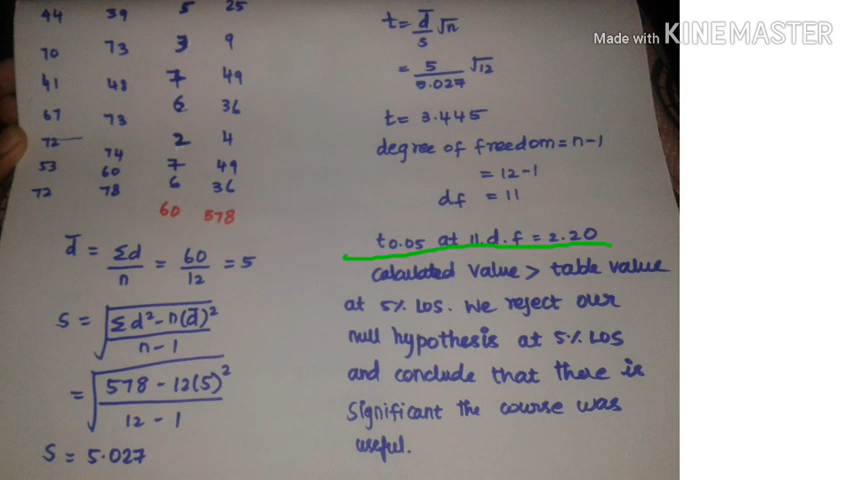 44 39 5 25
70 73 3 9
41 48 7 49
67 73 6 36
72 74 2 4
53 60 7 49
72 78 6 36
60 578
d̄ = Σd/n = 60/12 = 5
S = √(Σd² - n(d̄)²/n - 1)
= √(578 - 12(5)²/12 - 1)
S = 5.027
t = d̄/s √n
= 5/5.027 √12
t = 3.445
degree of freedom = n-1
= 12-1
df = 11
t0.05 at 11.d.f = 2.20
calculated value > table value
at 5% LOS. We reject our
null hypothesis at 5% LOS
and conclude that there is
significant the course was
useful.
Made with KINEMASTER